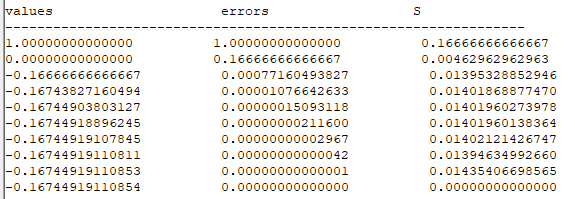 values errors S
--------------------------------------------------------------
1.00000000000000 1.00000000000000 0.16666666666667
0.00000000000000 0.16666666666667 0.00462962962963
-0.16666666666667 0.00077160493827 0.01395328852946
-0.16743827160494 0.00001076642633 0.01401868877470
-0.16744903803127 0.00000015093118 0.01401960273978
-0.16744918896245 0.00000000211600 0.01401960138364
-0.16744919107845 0.00000000002967 0.01402121426747
-0.16744919110811 0.00000000000042 0.01394634992660
-0.16744919110853 0.00000000000001 0.01435406698565
-0.16744919110854 0.00000000000000 0.00000000000000